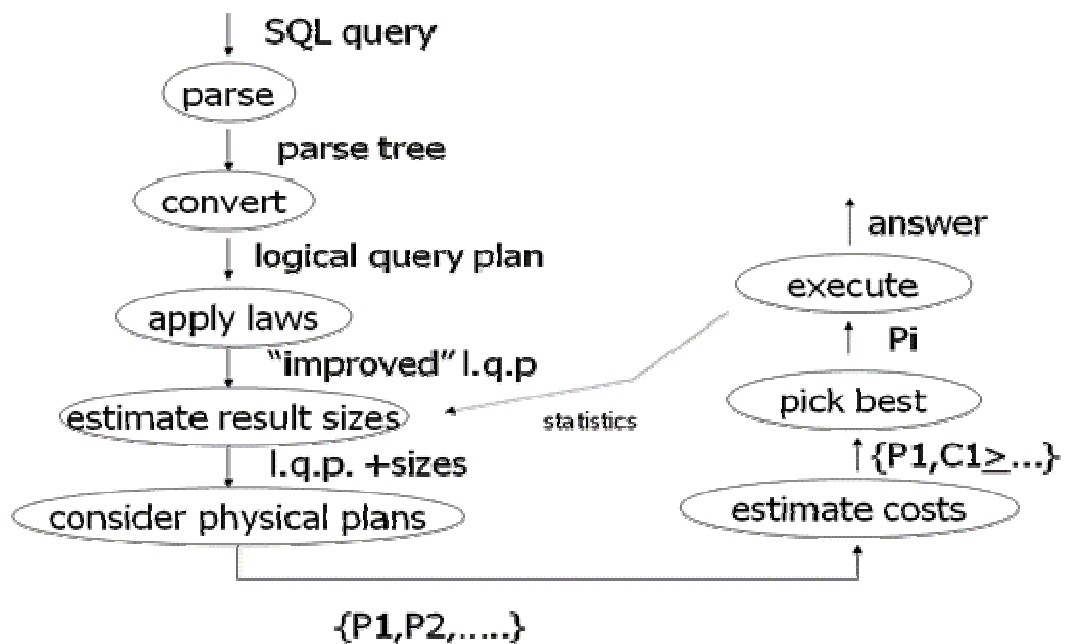 SQL query
parse
parse tree
convert
logical query plan
apply laws
“improved” l.q.p
estimate result sizes
l.q.p. +sizes
consider physical plans
{P1,P2,.....}
estimate costs
{P1,C1≥...}
pick best
Pi
execute
answer
statistics